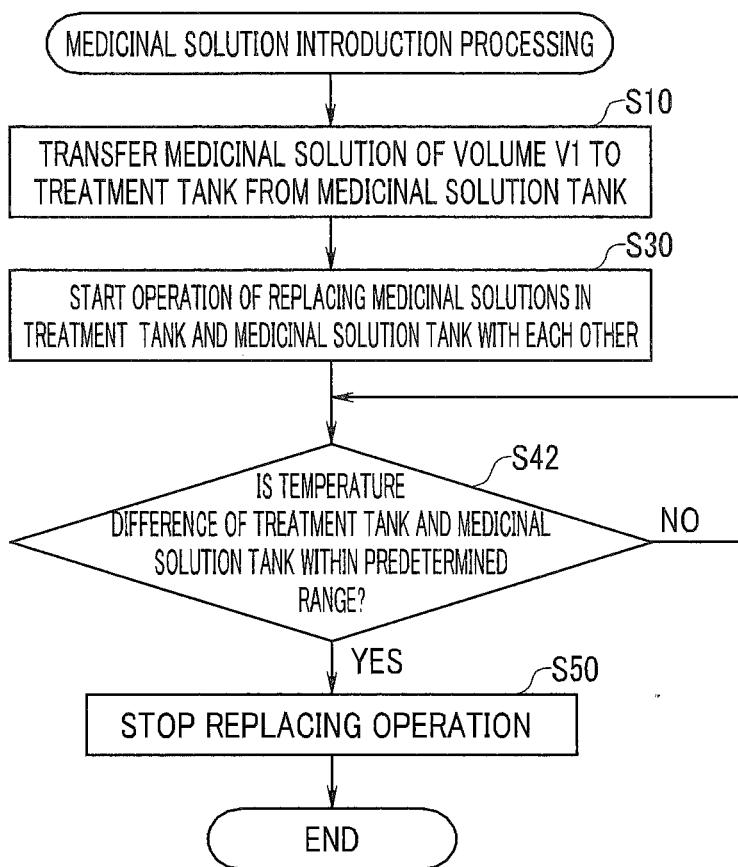 MEDICINAL SOLUTION INTRODUCTION PROCESSING
S10
TRANSFER MEDICINAL SOLUTION OF VOLUME V1 TO
TREATMENT TANK FROM MEDICINAL SOLUTION TANK
S30
START OPERATION OF REPLACING MEDICINAL SOLUTIONS IN
TREATMENT TANK AND MEDICINAL SOLUTION TANK WITH EACH OTHER
S42
IS TEMPERATURE
DIFFERENCE OF TREATMENT TANK AND MEDICINAL
SOLUTION TANK WITHIN PREDETERMINED
RANGE?
NO
YES
S50
STOP REPLACING OPERATION
END